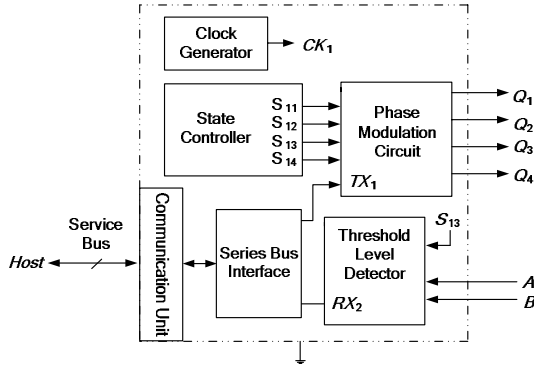 Clock
Generator
CK1
State
Controller
S11
S12
S13
S14
Phase
Modulation
Circuit
TX1
Q1
Q2
Q3
Q4
Communication Unit
Service
Bus
Host
Series Bus
Interface
Threshold
Level
Detector
RX2
S13
A
B